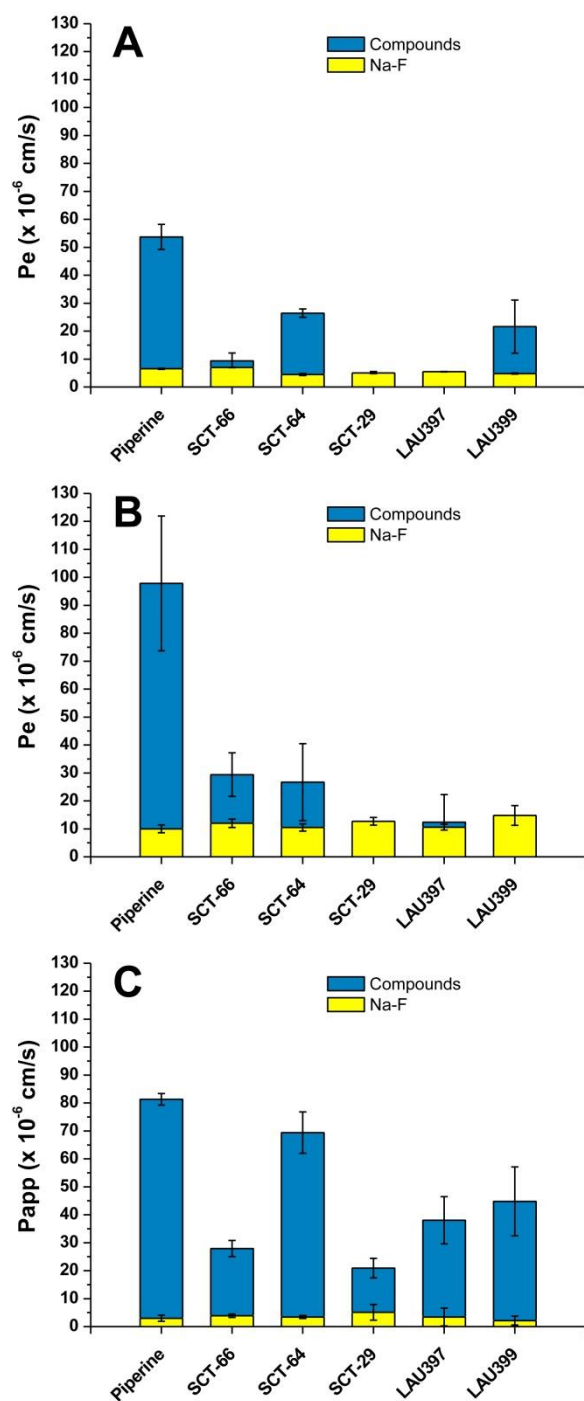 A
Compounds
Na-F
130
120
110
100
90
80
70
60
50
40
30
20
10
0
Pe (x 10⁻⁶ cm/s)
Piperine
SCT-66
SCT-64
SCT-29
LAU397
LAU399
B
Compounds
Na-F
130
120
110
100
90
80
70
60
50
40
30
20
10
0
Pe (x 10⁻⁶ cm/s)
Piperine
SCT-66
SCT-64
SCT-29
LAU397
LAU399
C
Compounds
Na-F
130
120
110
100
90
80
70
60
50
40
30
20
10
0
Papp (x 10⁻⁶ cm/s)
Piperine
SCT-66
SCT-64
SCT-29
LAU397
LAU399